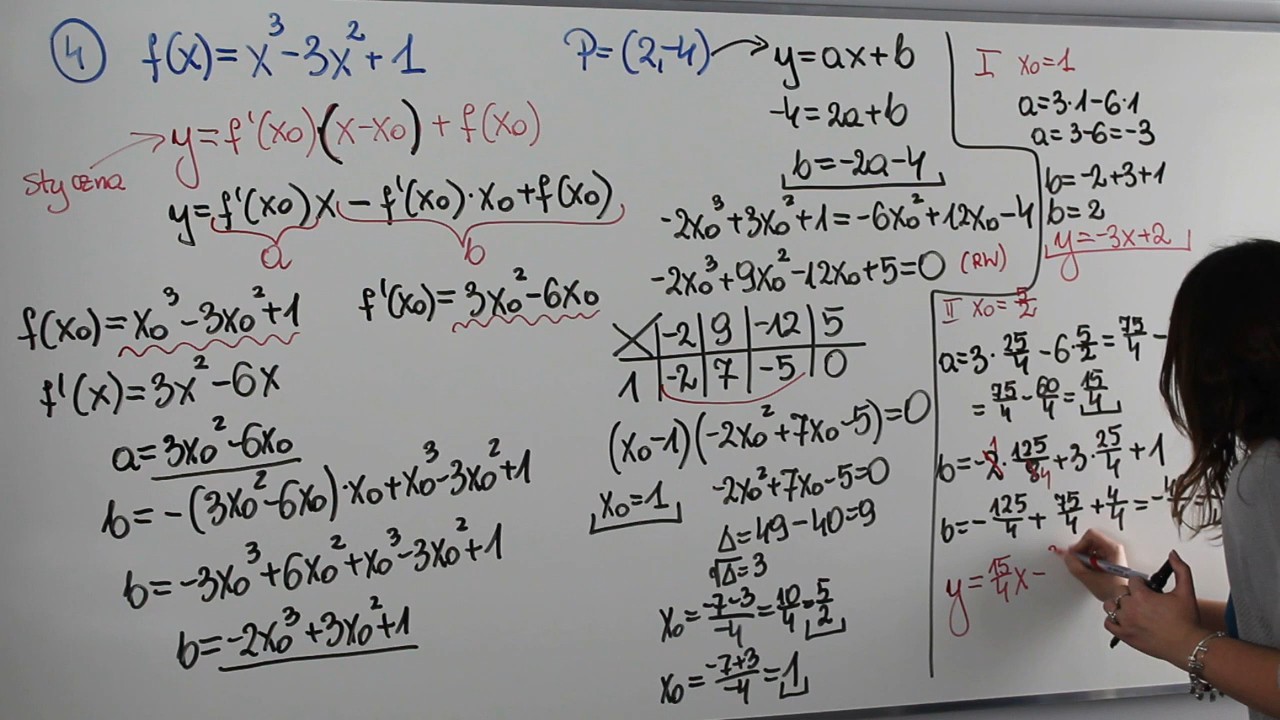 ④ f(x)=x³-3x²+1
y=f'(x₀)(x-x₀)+f(x₀)
styczna
y=f'(x₀)x-f'(x₀)·x₀+f(x₀)
a b
f(x₀)=x₀³-3x₀²+1 f'(x₀)=3x₀²-6x₀
f'(x)=3x²-6x
a=3x₀²-6x₀
b=-(3x₀²-6x₀)·x₀+x₀³-3x₀²+1
b=-3x₀³+6x₀²+x₀³-3x₀²+1
b=-2x₀³+3x₀²+1
P=(2,-4) → y=ax+b
-4=2a+b
b=-2a-4
-2x₀³+3x₀²+1=-6x₀²+12x₀-4
-2x₀³+9x₀²-12x₀+5=0 (RW)
-2 9 -12 5
1 -2 7 -5 0
(x₀-1)(-2x₀²+7x₀-5)=0
x₀=1
-2x₀²+7x₀-5=0
Δ=49-40=9
√Δ=3
x₀=(-7-3)/(-4)=10/4=5/2
x₀=(-7+3)/(-4)=1
I x₀=1
a=3·1-6·1
a=3-6=-3
b=-2+3+1
b=2
y=-3x+2
II x₀=5/2
a=3·25/4-6·5/2=75/4-
=75/4-60/4=15/4
b=-2·125/8+3·25/4+1
1 4
b=-125/4+75/4+4/4=-
y=15/4x-